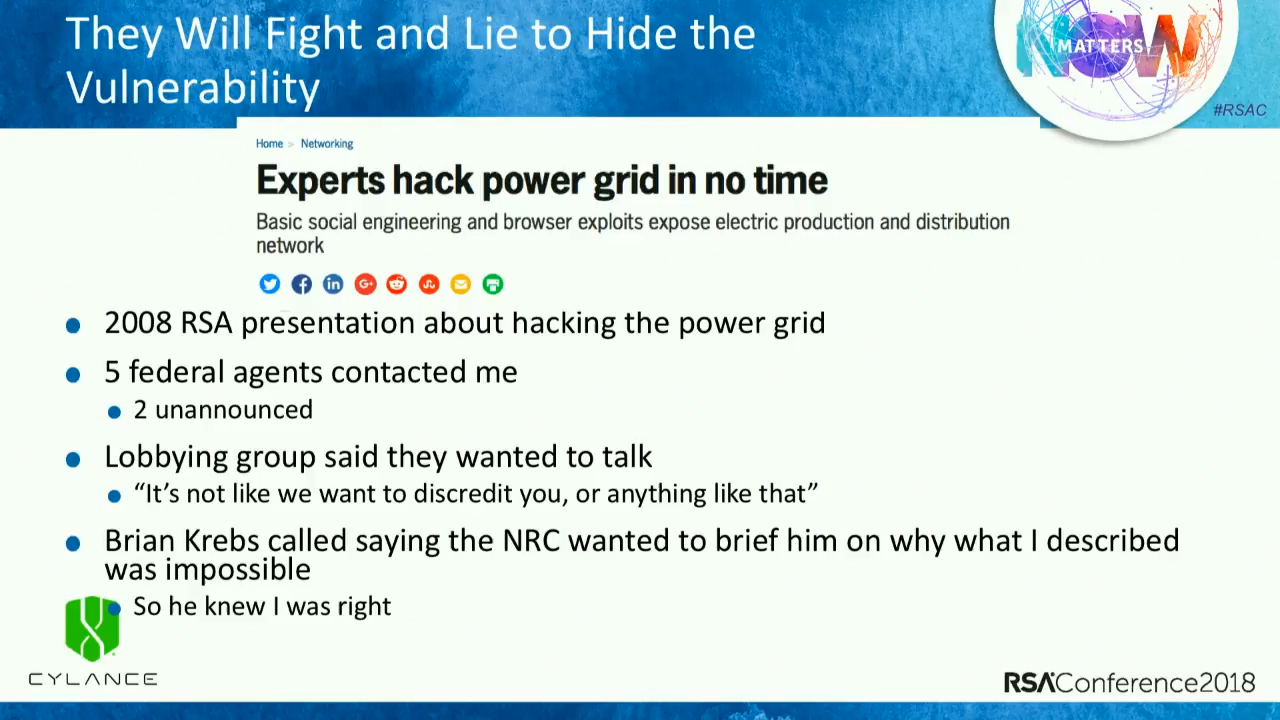 They Will Fight and Lie to Hide the
Vulnerability
NOW
MATTERS
#RSAC
Home > Networking
Experts hack power grid in no time
Basic social engineering and browser exploits expose electric production and distribution
network
2008 RSA presentation about hacking the power grid
5 federal agents contacted me
2 unannounced
Lobbying group said they wanted to talk
“It’s not like we want to discredit you, or anything like that”
Brian Krebs called saying the NRC wanted to brief him on why what I described
was impossible
So he knew I was right
CYLANCE
RSAConference2018